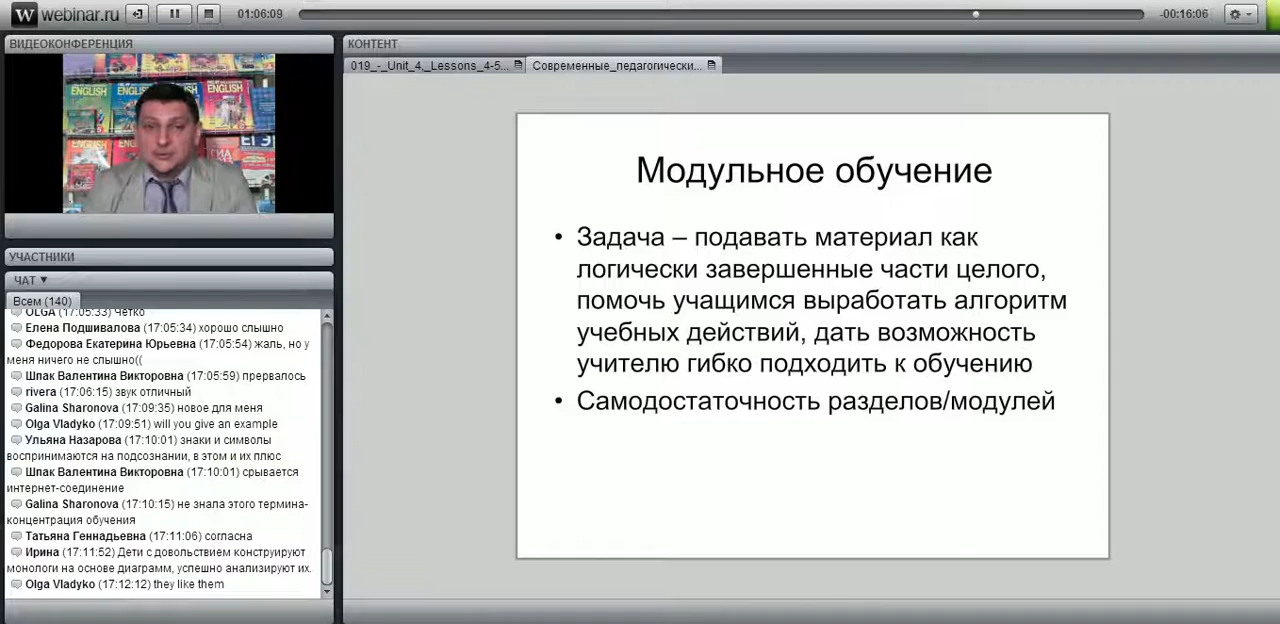 webinar.ru
01:06:09
-00:16:06
ВИДЕОКОНФЕРЕНЦИЯ
ENGLISH
ENGLISH
ENGLISH
ЕГЭ
ГИА
УЧАСТНИКИ
ЧАТ
Всем (140)
OLGA (17:05:33) Четко
Елена Подшивалова (17:05:34) хорошо слышно
Федорова Екатерина Юрьевна (17:05:54) жаль, но у
меня ничего не слышно((
Шпак Валентина Викторовна (17:05:59) прервалось
rivera (17:06:15) звук отличный
Galina Sharonova (17:09:35) новое для меня
Olga Vladyko (17:09:51) will you give an example
Ульяна Назарова (17:10:01) знаки и символы
воспринимаются на подсознании, в этом и их плюс
Шпак Валентина Викторовна (17:10:01) срывается
интернет-соединение
Galina Sharonova (17:10:15) не знала этого термина-
концентрация обучения
Татьяна Геннадьевна (17:11:06) согласна
Ирина (17:11:52) Дети с довольствием конструируют
монологи на основе диаграмм, успешно анализируют их.
Olga Vladyko (17:12:12) they like them
КОНТЕНТ
019_-_Unit_4,_Lessons_4-5...
Современные_педагогически...
Модульное обучение
• Задача – подавать материал как
логически завершенные части целого,
помочь учащимся выработать алгоритм
учебных действий, дать возможность
учителю гибко подходить к обучению
• Самодостаточность разделов/модулей